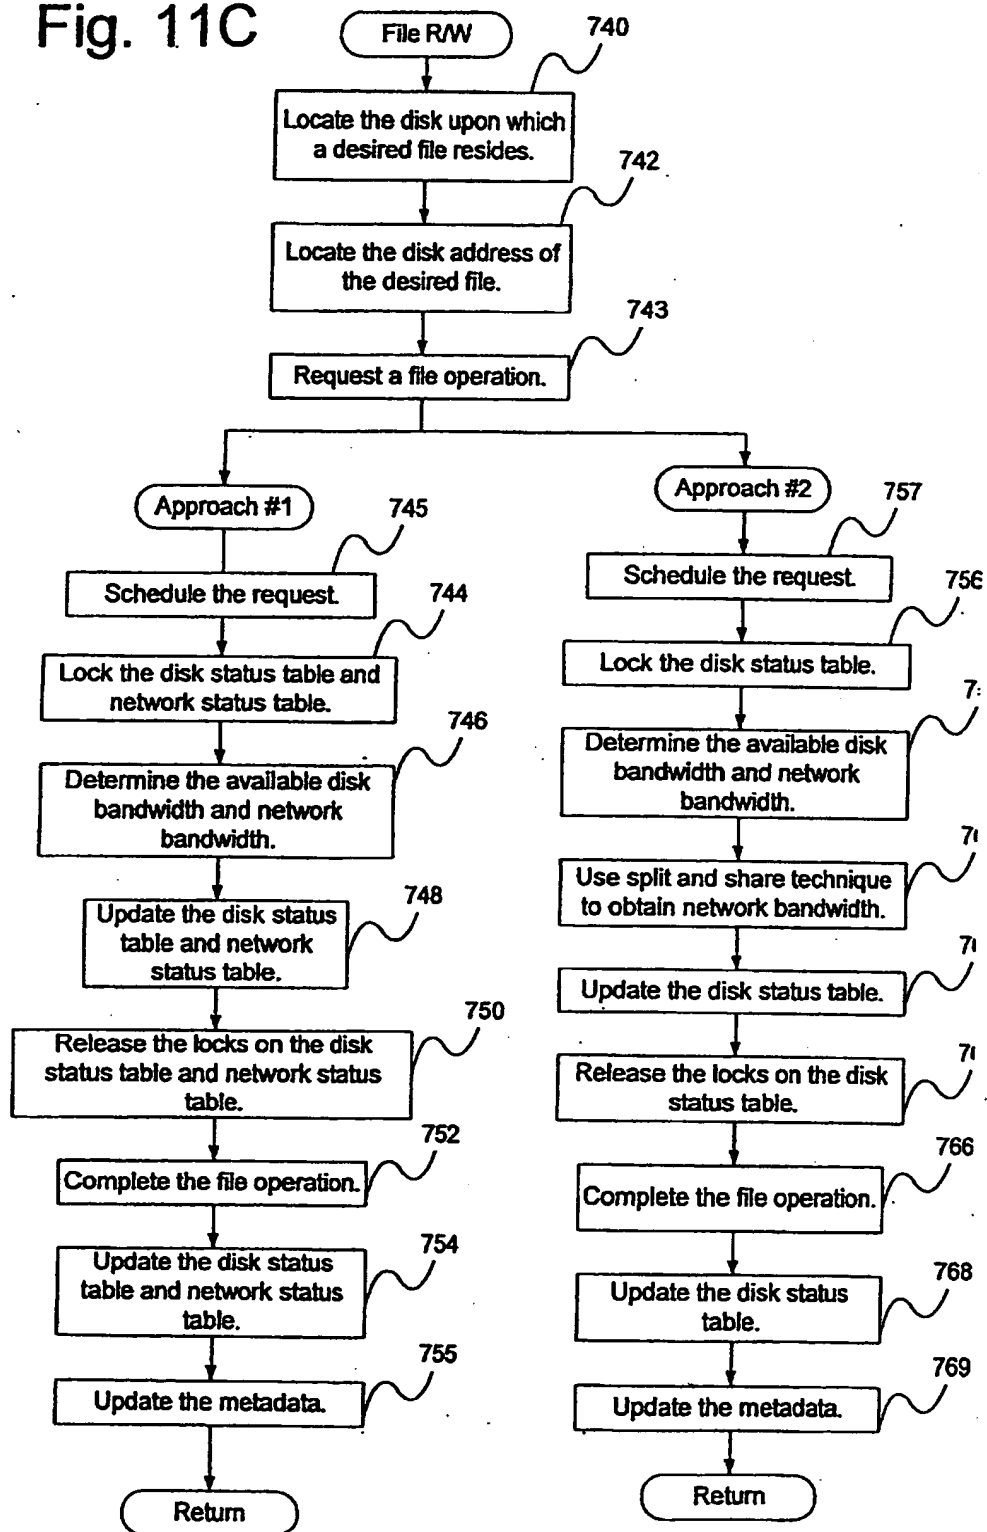 Fig. 11C
File R/W
740
Locate the disk upon which
a desired file resides.
742
Locate the disk address of
the desired file.
743
Request a file operation.
Approach #1
745
Schedule the request.
744
Lock the disk status table and
network status table.
746
Determine the available disk
bandwidth and network
bandwidth.
748
Update the disk status
table and network
status table.
750
Release the locks on the disk
status table and network status
table.
752
Complete the file operation.
754
Update the disk status
table and network status
table.
755
Update the metadata.
Return
Approach #2
757
Schedule the request.
756
Lock the disk status table.
Determine the available disk
bandwidth and network
bandwidth.
Use split and share technique
to obtain network bandwidth.
Update the disk status table.
Release the locks on the disk
status table.
766
Complete the file operation.
768
Update the disk status
table.
769
Update the metadata.
Return